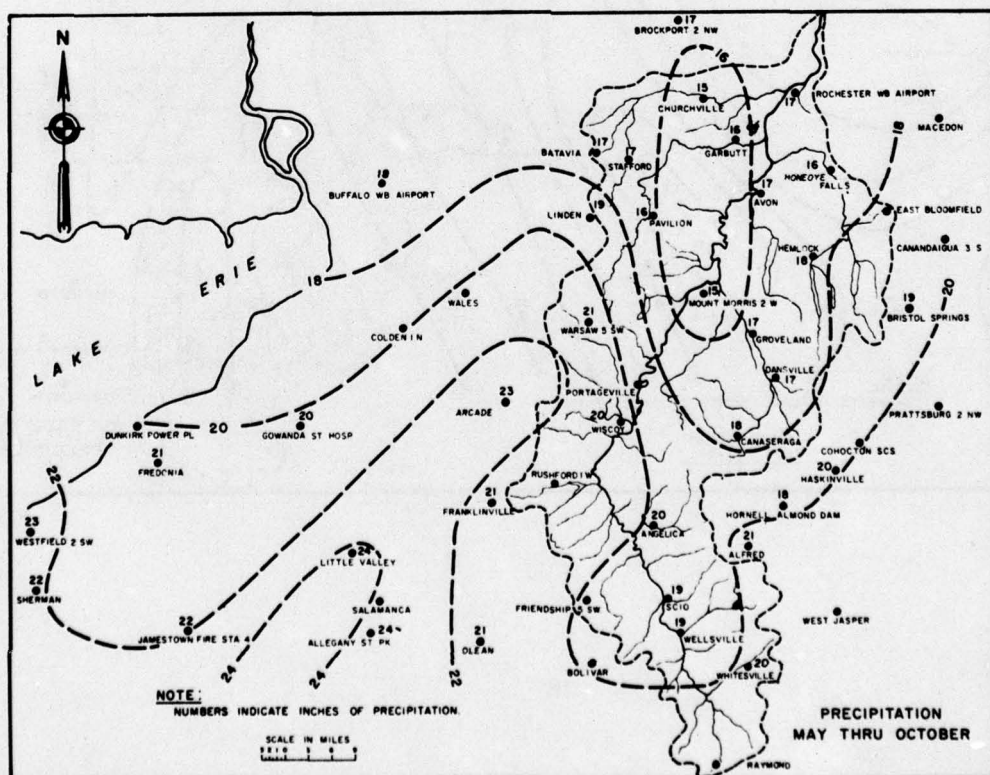 N
17
BROCKPORT 2 NW
16
15
CHURCHVILLE
17
ROCHESTER WB AIRPORT
MACEDON
18
16
GARBUTT
BATAVIA
17
17
STAFFORD
16
HONEOYE
FALLS
18
BUFFALO WB AIRPORT
17
AVON
19
LINDEN
16
PAVILION
EAST BLOOMFIELD
CANANDAIGUA 3 S
HEMLOCK
18
LAKE ERIE
18
WALES
15
MOUNT MORRIS 2 W
20
19
BRISTOL SPRINGS
21
WARSAW 5 SW
COLDEN 1 N
GROVELAND
DANSVILLE
17
PORTAGEVILLE
23
ARCADE
PRATTSBURG 2 NW
20
WISCOY
DUNKIRK POWER PL
20
GOWANDA ST HOSP
18
CANASERAGA
COHOCTON SCS
21
FREDONIA
22
20
HASKINVILLE
RUSHFORD 1 W
21
FRANKLINVILLE
18
HORNELL ALMOND DAM
23
WESTFIELD 2 SW
20
ANGELICA
21
ALFRED
24
LITTLE VALLEY
22
SHERMAN
SALAMANCA
FRIENDSHIP 5 SW
19
SCIO
WEST JASPER
22
JAMESTOWN FIRE STA 4
24
ALLEGANY ST PK
21
OLEAN
19
WELLSVILLE
BOLIVAR
20
WHITESVILLE
24
24
22
NOTE:
NUMBERS INDICATE INCHES OF PRECIPITATION.
PRECIPITATION
MAY THRU OCTOBER
SCALE IN MILES
RAYMOND